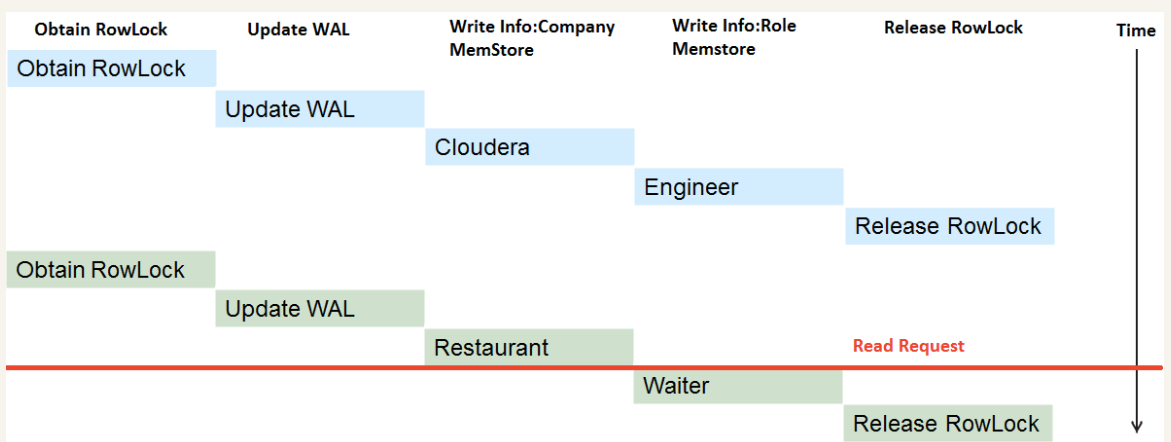 Obtain RowLock
Update WAL
Write Info:Company
MemStore
Write Info:Role
Memstore
Release RowLock
Time
Obtain RowLock
Update WAL
Cloudera
Engineer
Release RowLock
Obtain RowLock
Update WAL
Restaurant
Read Request
Waiter
Release RowLock